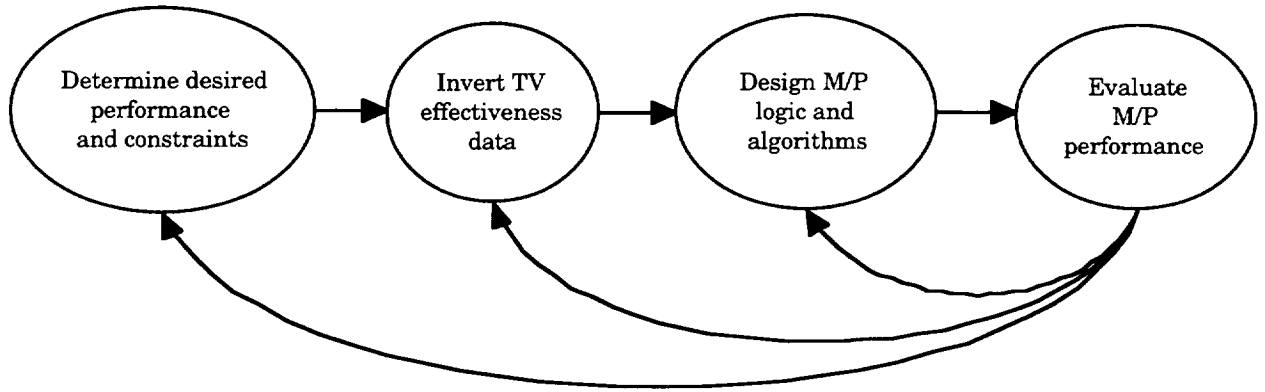 Determine desired
performance
and constraints
Invert TV
effectiveness
data
Design M/P
logic and
algorithms
Evaluate
M/P
performance